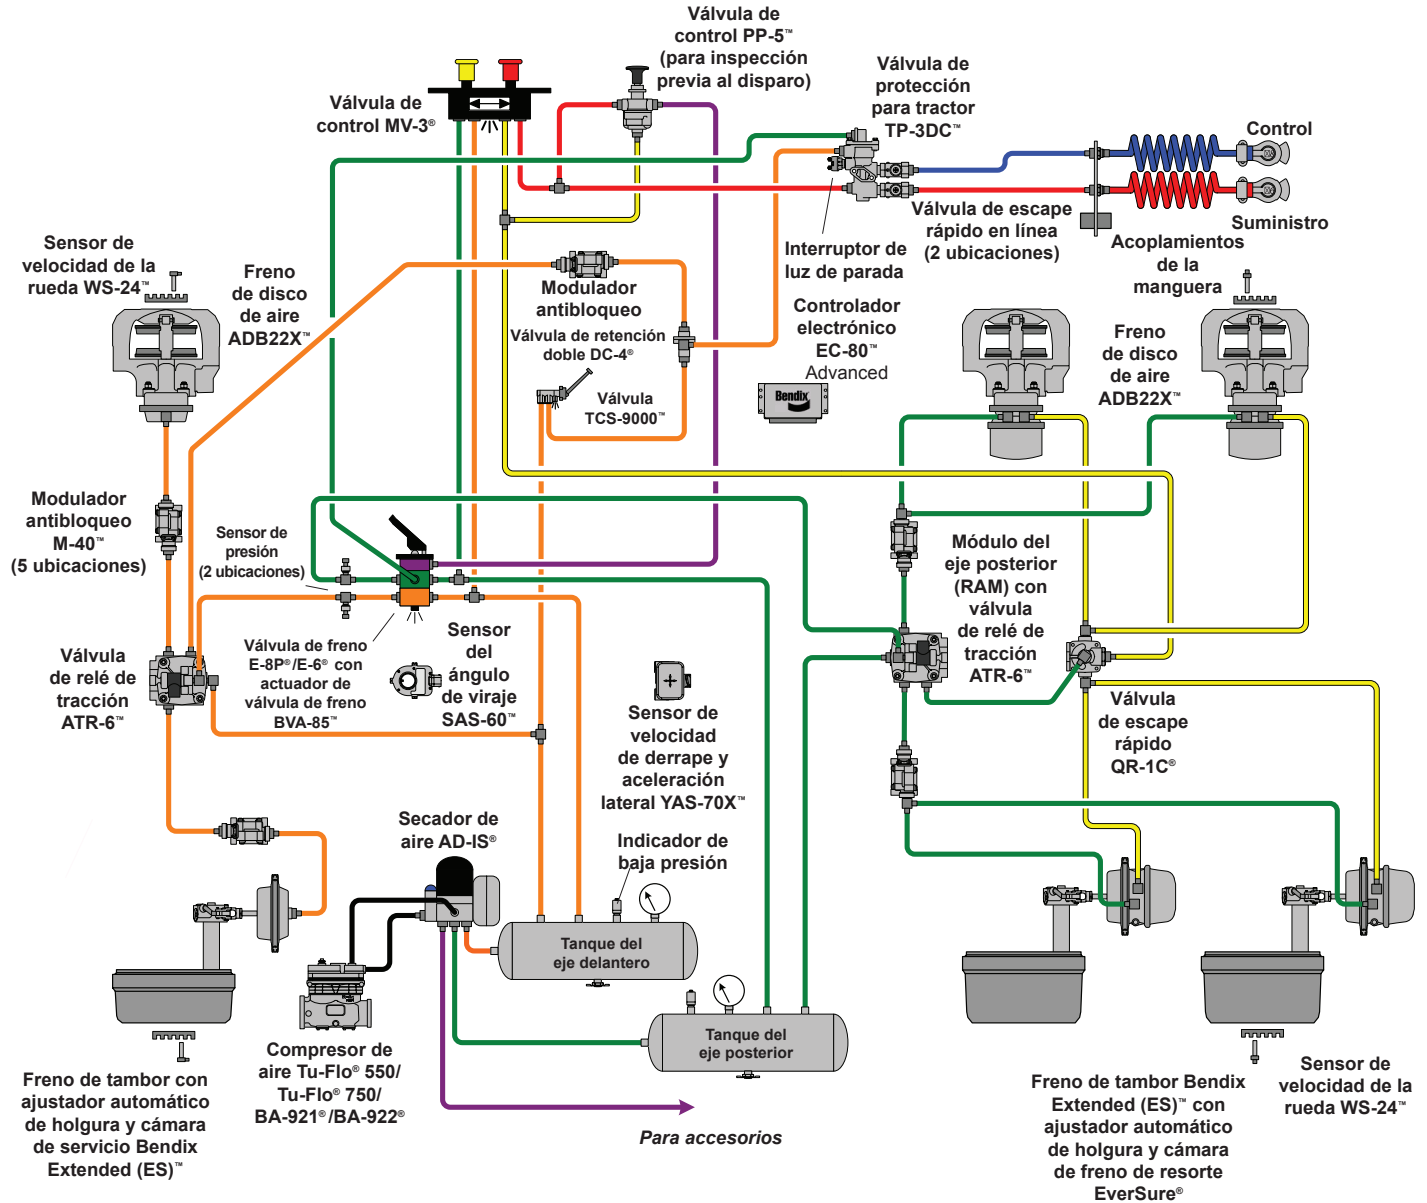 Válvula de
control PP-5™
(para inspección
previa al disparo)
Válvula de
control MV-3®
Válvula de
protección
para tractor
TP-3DC™
Control
Suministro
Válvula de escape
rápido en línea
(2 ubicaciones)
Acoplamientos
de la
manguera
Interruptor de
luz de parada
Sensor de
velocidad de la
rueda WS-24™
Freno
de disco
de aire
ADB22X™
Modulador
antibloqueo
Válvula de retención
doble DC-4®
Válvula
TCS-9000™
Controlador
electrónico
EC-80™
Advanced
Bendix
Freno
de disco
de aire
ADB22X™
Modulador
antibloqueo
M-40™
(5 ubicaciones)
Sensor de
presión
(2 ubicaciones)
Módulo del
eje posterior
(RAM) con
válvula
de relé de
tracción
ATR-6™
Válvula
de relé de
tracción
ATR-6™
Válvula de freno
E-8P®/E-6® con
actuador de
válvula de freno
BVA-85™
Sensor
del
ángulo
de viraje
SAS-60™
Sensor de
velocidad
de derrape y
aceleración
lateral YAS-70X™
Válvula
de escape
rápido
QR-1C®
Secador de
aire AD-IS®
Indicador de
baja presión
Tanque del
eje delantero
Tanque del
eje posterior
Compresor de
aire Tu-Flo® 550/
Tu-Flo® 750/
BA-921®/BA-922®
Para accesorios
Freno de tambor con
ajustador automático
de holgura y cámara
de servicio Bendix
Extended (ES)™
Freno de tambor Bendix
Extended (ES)™ con
ajustador automático
de holgura y cámara
de freno de resorte
EverSure®
Sensor de
velocidad de la
rueda WS-24™